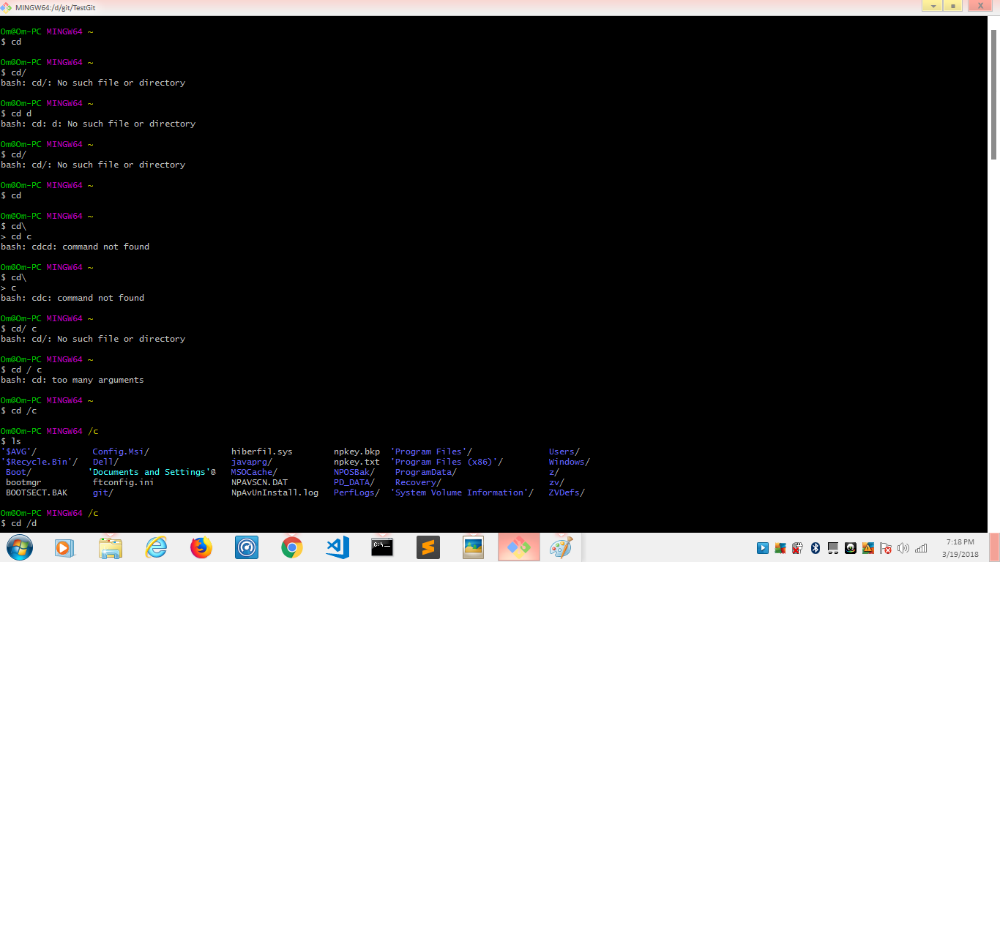 MINGW64:/d/git/TestGit
Om@Om-PC MINGW64 ~
$ cd
Om@Om-PC MINGW64 ~
$ cd/
bash: cd/: No such file or directory
Om@Om-PC MINGW64 ~
$ cd d
bash: cd: d: No such file or directory
Om@Om-PC MINGW64 ~
$ cd/
bash: cd/: No such file or directory
Om@Om-PC MINGW64 ~
$ cd
Om@Om-PC MINGW64 ~
$ cd\
> cd c
bash: cdcd: command not found
Om@Om-PC MINGW64 ~
$ cd\
> c
bash: cdc: command not found
Om@Om-PC MINGW64 ~
$ cd/ c
bash: cd/: No such file or directory
Om@Om-PC MINGW64 ~
$ cd / c
bash: cd: too many arguments
Om@Om-PC MINGW64 ~
$ cd /c
Om@Om-PC MINGW64 /c
$ ls
'$AVG'/ Config.Msi/ hiberfil.sys npkey.bkp 'Program Files'/ Users/
'$Recycle.Bin'/ Dell/ javaprg/ npkey.txt 'Program Files (x86)'/ Windows/
Boot/ 'Documents and Settings'@ MSOCache/ NPOSBak/ ProgramData/ z/
bootmgr ftconfig.ini NPAVSCN.DAT PD_DATA/ Recovery/ zv/
BOOTSECT.BAK git/ NpAvUnInstall.log PerfLogs/ 'System Volume Information'/ ZVDefs/
Om@Om-PC MINGW64 /c
$ cd /d
C:\_
7:18 PM
3/19/2018